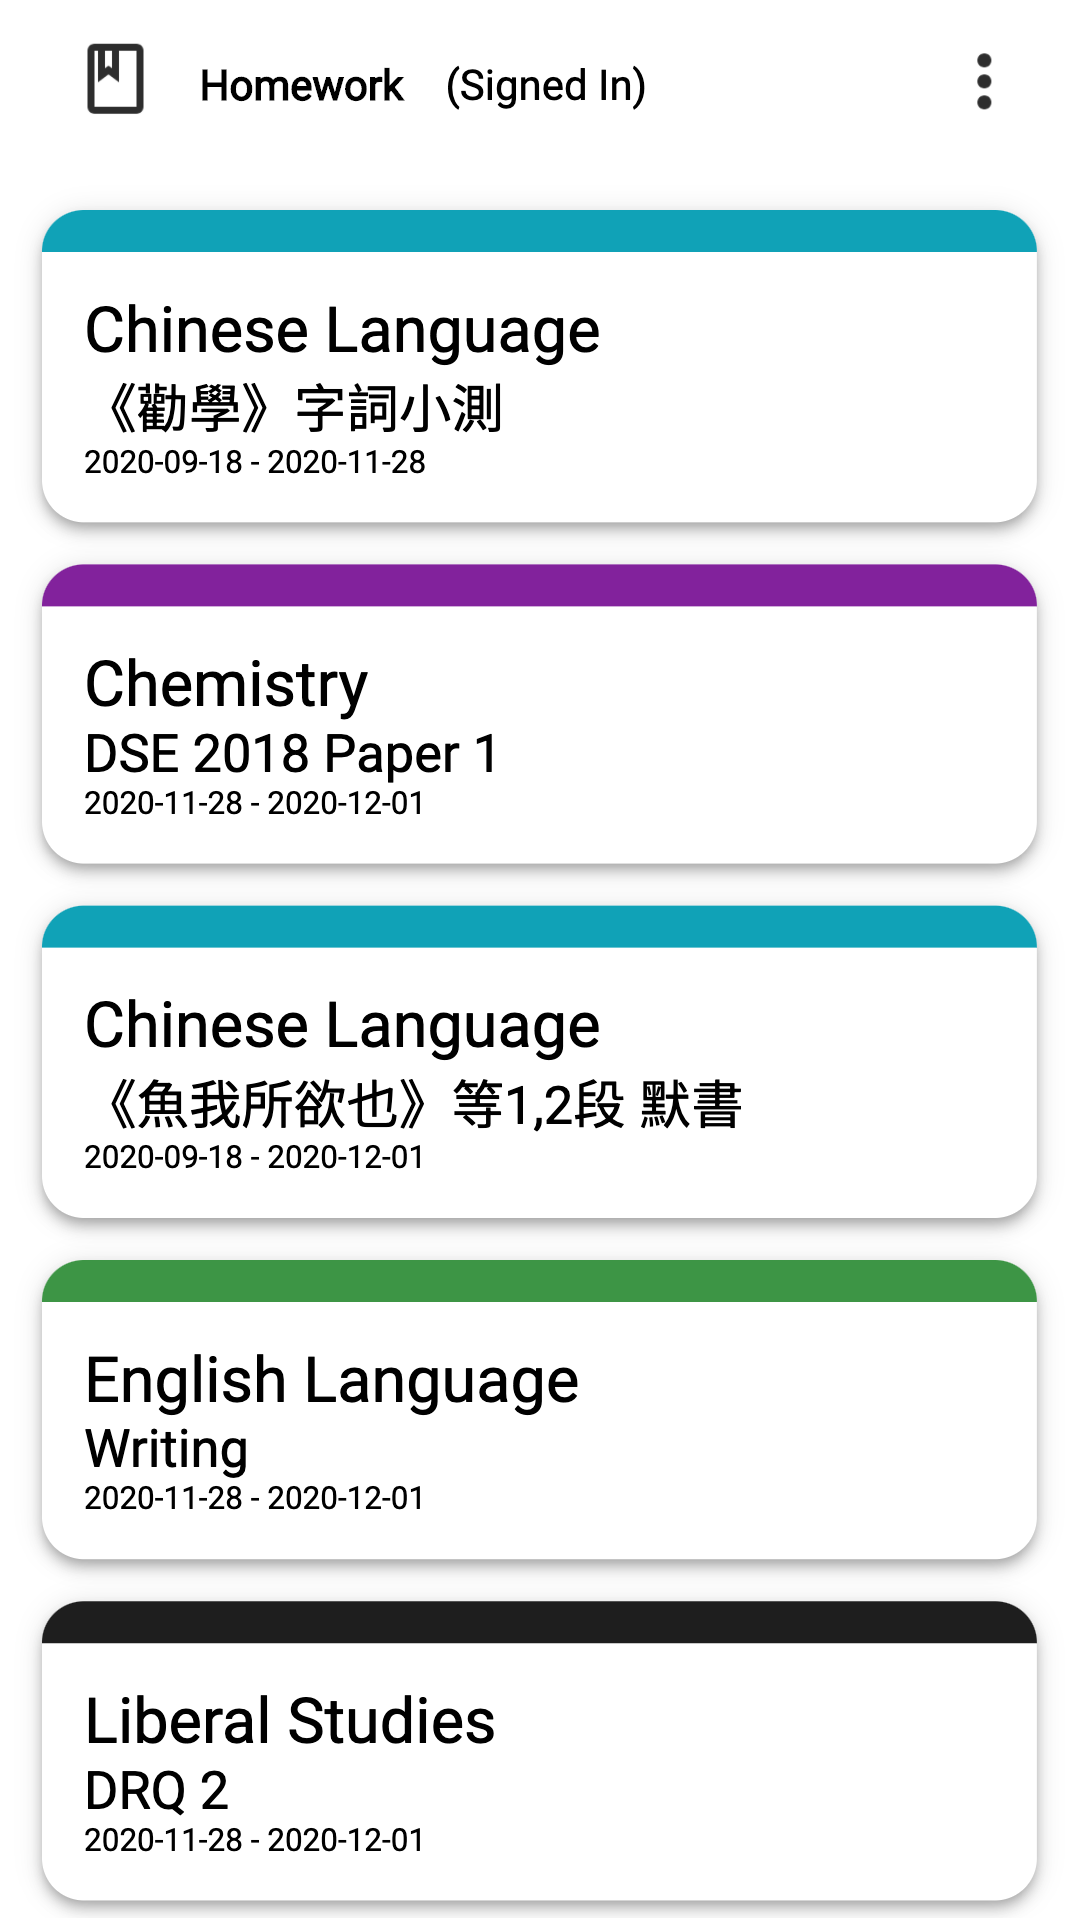 Homework (Signed In)
Chinese Language
《勸學》字詞小測
2020-09-18 - 2020-11-28
Chemistry
DSE 2018 Paper 1
2020-11-28 - 2020-12-01
Chinese Language
《魚我所欲也》等1,2段 默書
2020-09-18 - 2020-12-01
English Language
Writing
2020-11-28 - 2020-12-01
Liberal Studies
DRQ 2
2020-11-28 - 2020-12-01